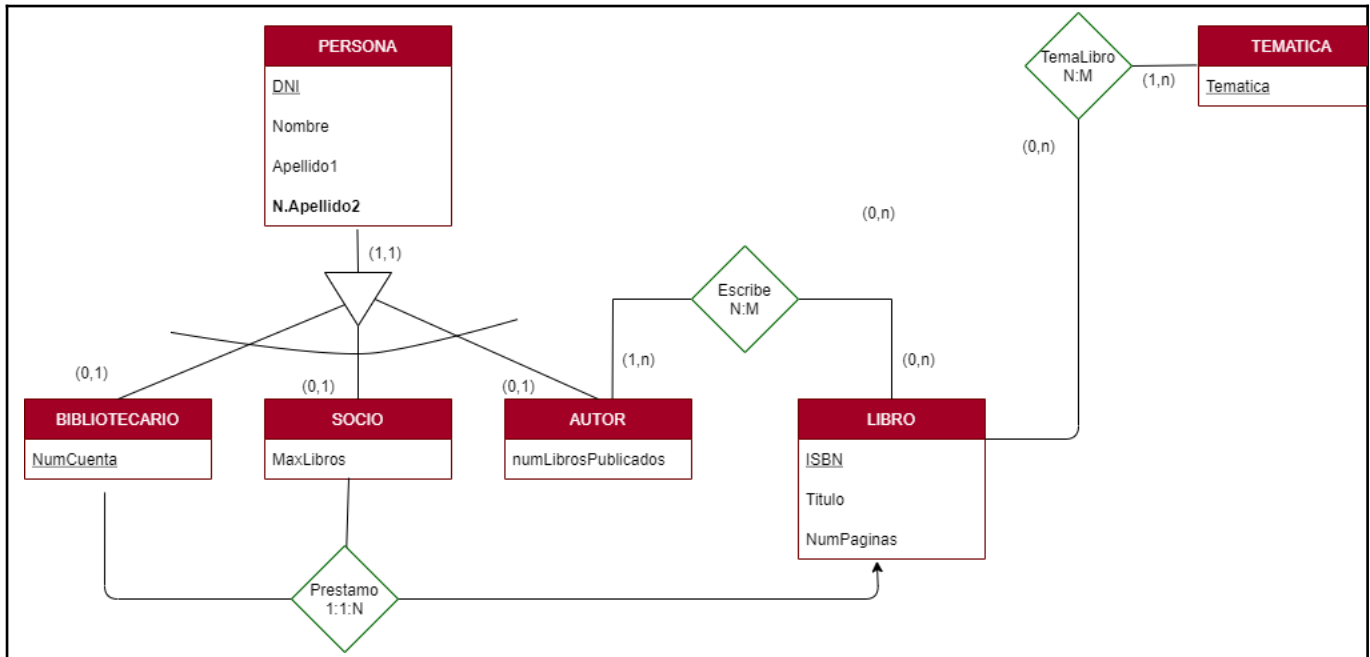 PERSONA
DNI
Nombre
Apellido1
N.Apellido2
(1,1)
TemaLibro
N:M
(1,n)
TEMATICA
Tematica
(0,n)
(0,n)
Escribe
N:M
(1,n)
(0,n)
(0,1)
(0,1)
(0,1)
BIBLIOTECARIO
NumCuenta
SOCIO
MaxLibros
AUTOR
numLibrosPublicados
LIBRO
ISBN
Titulo
NumPaginas
Prestamo
1:1:N